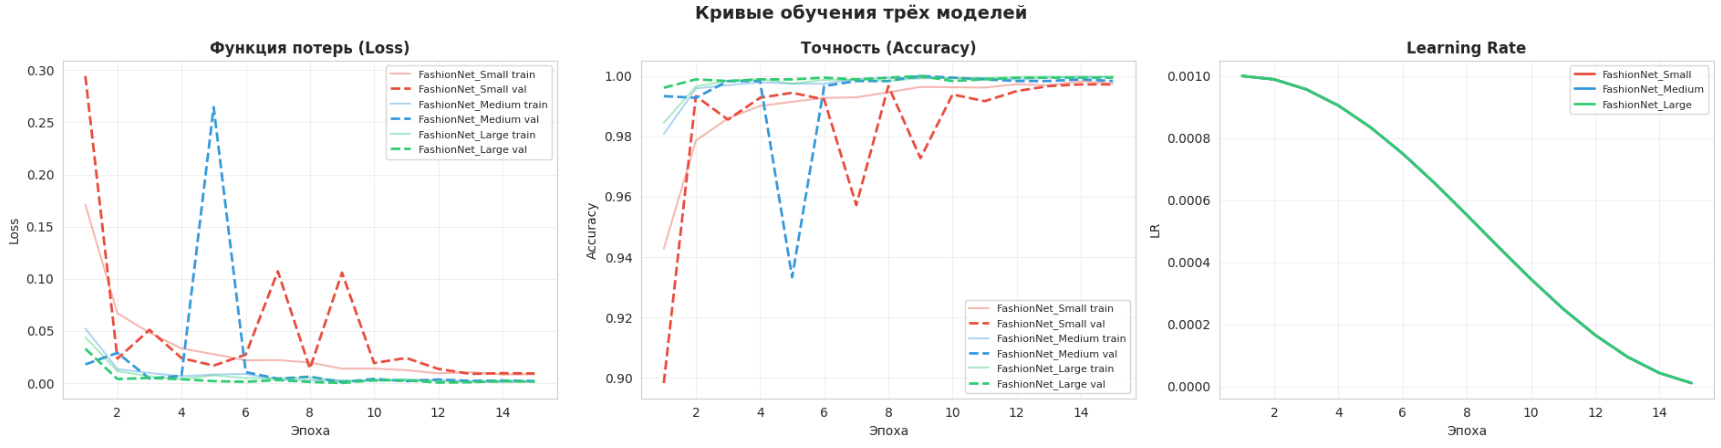 Кривые обучения трёх моделей
Функция потерь (Loss)
0.30
0.25
0.20
0.15
0.10
0.05
0.00
Loss
2
4
6
8
10
12
14
Эпоха
FashionNet_Small train
FashionNet_Small val
FashionNet_Medium train
FashionNet_Medium val
FashionNet_Large train
FashionNet_Large val
Точность (Accuracy)
1.00
0.98
0.96
0.94
0.92
0.90
Accuracy
2
4
6
8
10
12
14
Эпоха
FashionNet_Small train
FashionNet_Small val
FashionNet_Medium train
FashionNet_Medium val
FashionNet_Large train
FashionNet_Large val
Learning Rate
0.0010
0.0008
0.0006
0.0004
0.0002
0.0000
LR
2
4
6
8
10
12
14
Эпоха
FashionNet_Small
FashionNet_Medium
FashionNet_Large